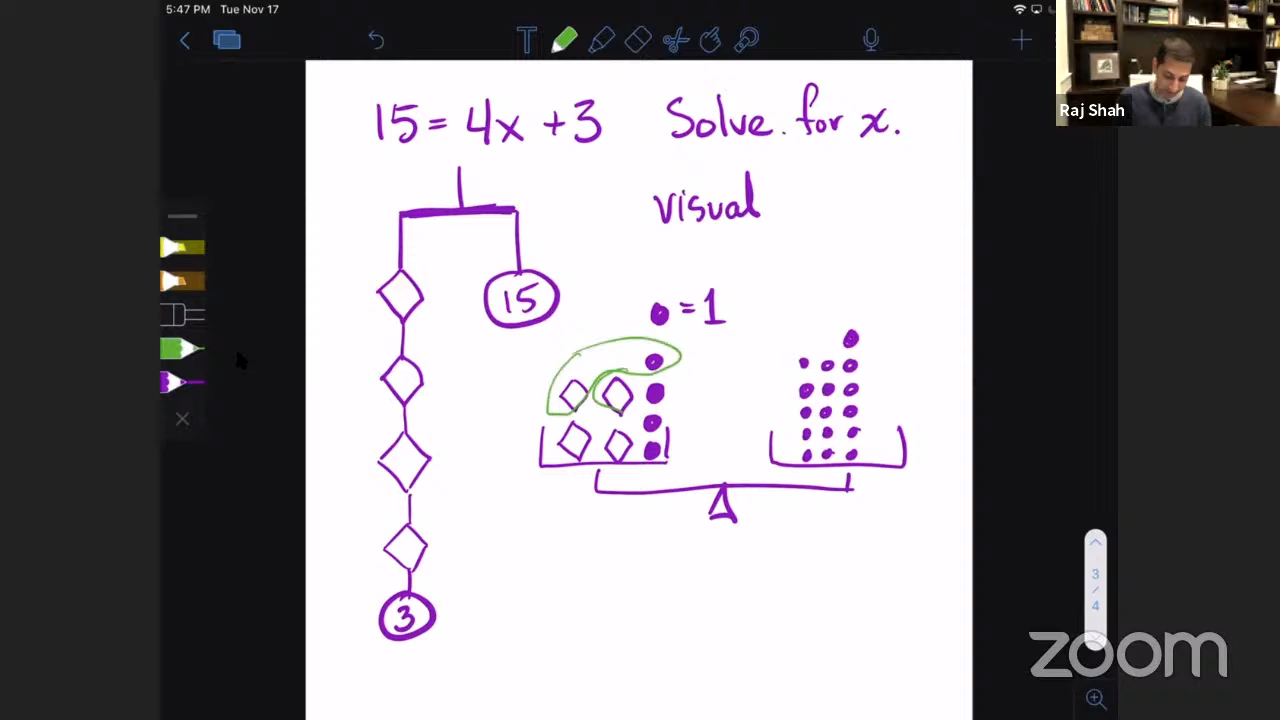 5:47 PM Tue Nov 17
Raj Shah
15 = 4x + 3 Solve. for x.
visual
15
= 1
3
3
/
4
zoom